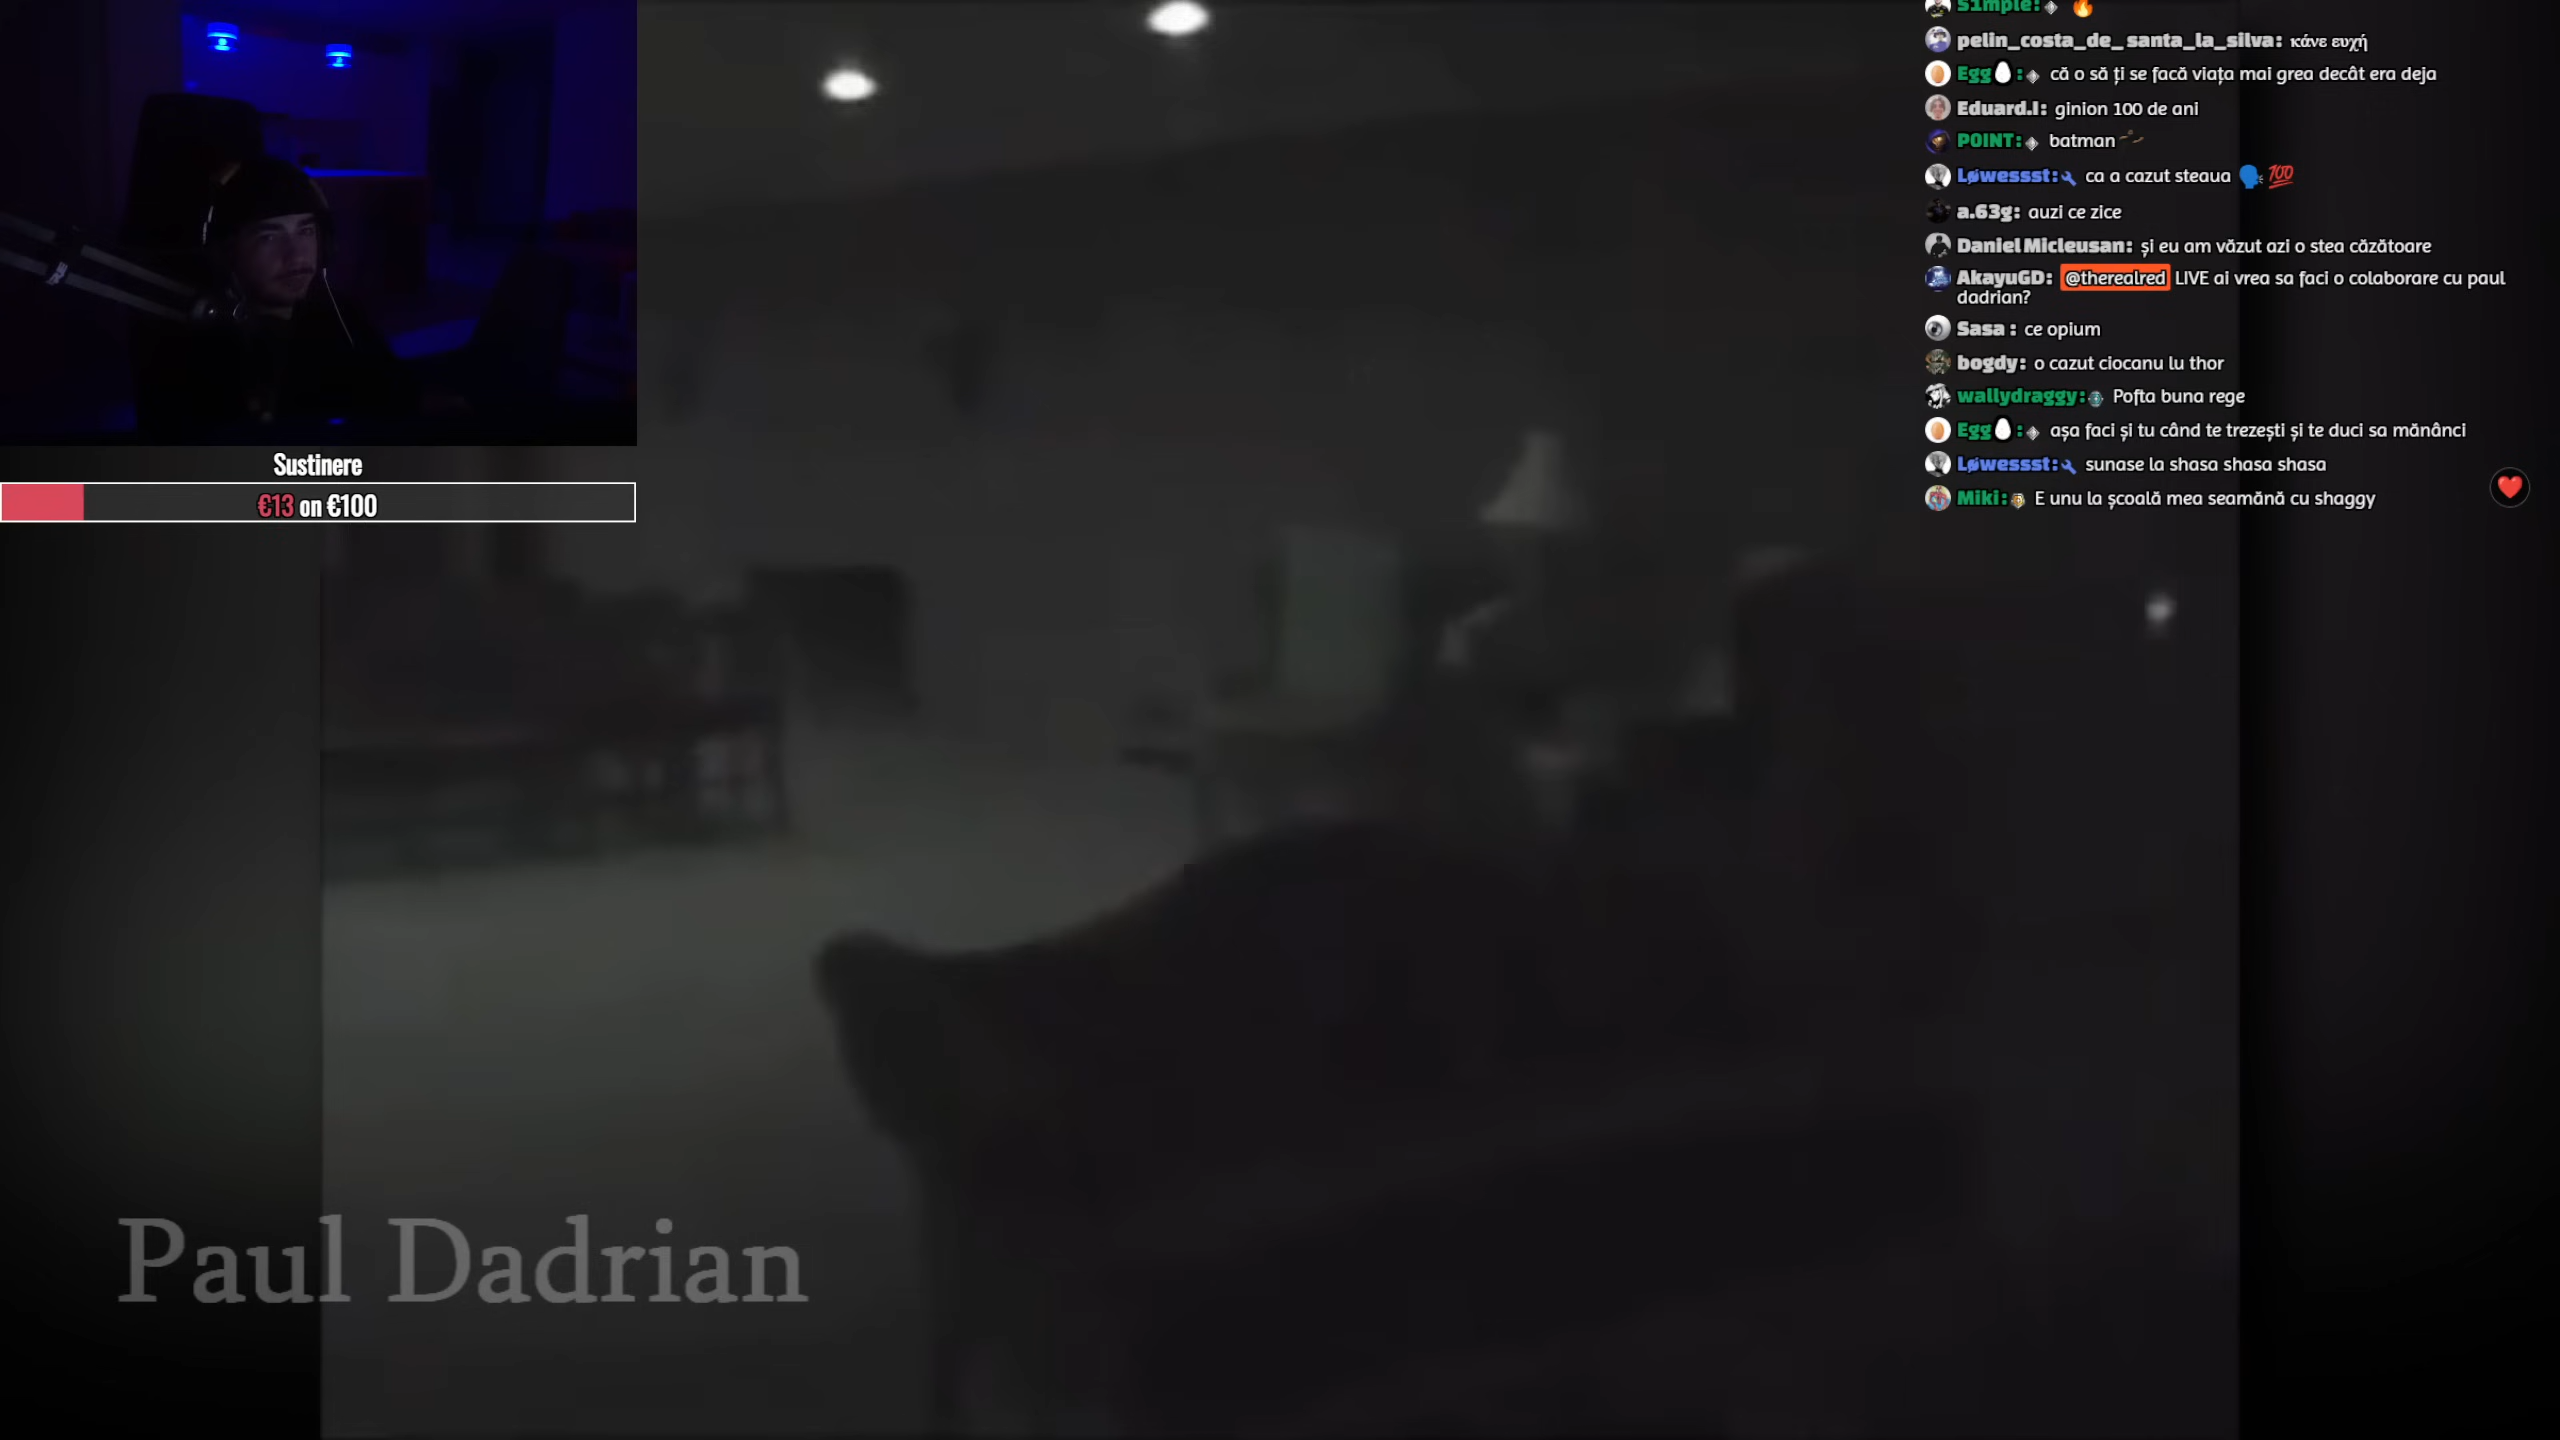 Sustinere
€13 on €100
S1mple: 🔥
pelin_costa_de_ santa_la_silva: κάνε ευχή
Egg🥚: că o să ți se facă viața mai grea decât era deja
Eduard.I: ginion 100 de ani
P0INT: batman
Løwessst: ca a cazut steaua 🗣️💯
a.63g: auzi ce zice
Daniel Micleusan: și eu am văzut azi o stea căzătoare
AkayuGD: @therealred LIVE ai vrea sa faci o colaborare cu paul
dadrian?
Sasa : ce opium
bogdy: o cazut ciocanu lu thor
wallydraggy: Pofta buna rege
Egg🥚: așa faci și tu când te trezești și te duci sa mănânci
Løwessst: sunase la shasa shasa shasa
Miki: E unu la școală mea seamănă cu shaggy
Paul Dadrian